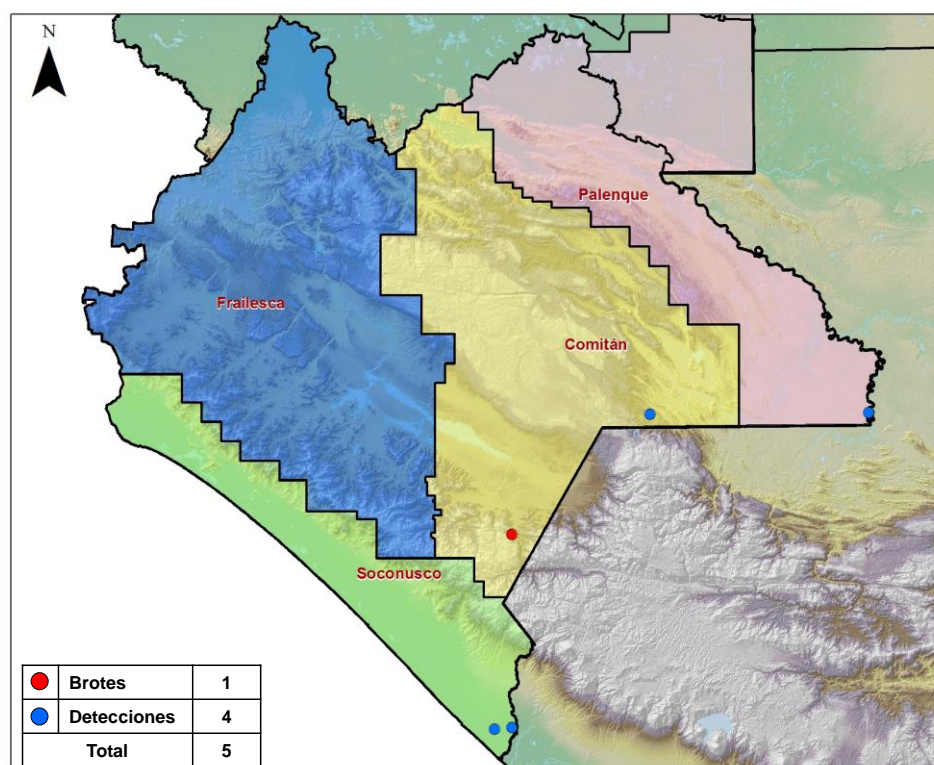 N
Palenque
Frailesca
Comitán
Soconusco
Brotes 1
Detecciones 4
Total 5